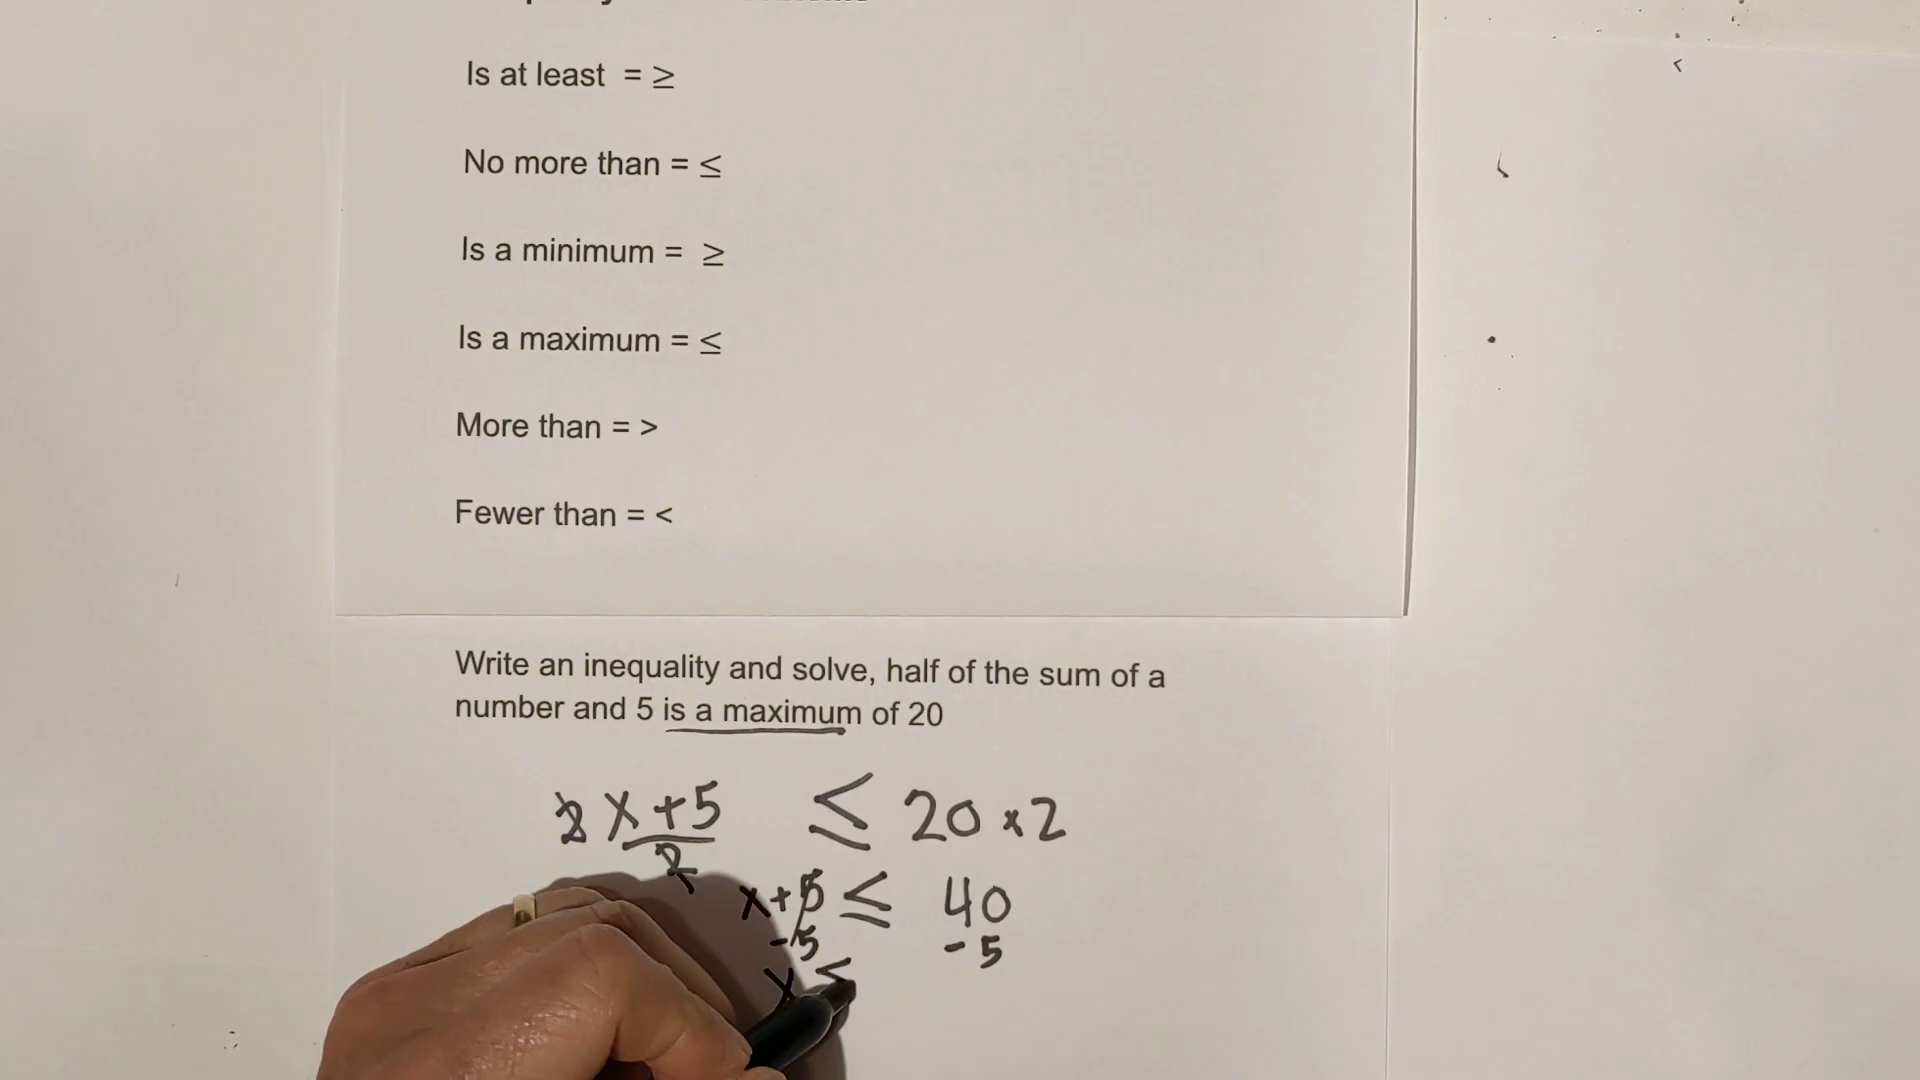 Is at least = ≥
No more than = ≤
Is a minimum = ≥
Is a maximum = ≤
More than = >
Fewer than = <
Write an inequality and solve, half of the sum of a
number and 5 is a maximum of 20
2 x + 5 ≤ 20 x 2
2
x + 5 ≤ 40
- 5 - 5
x ≤